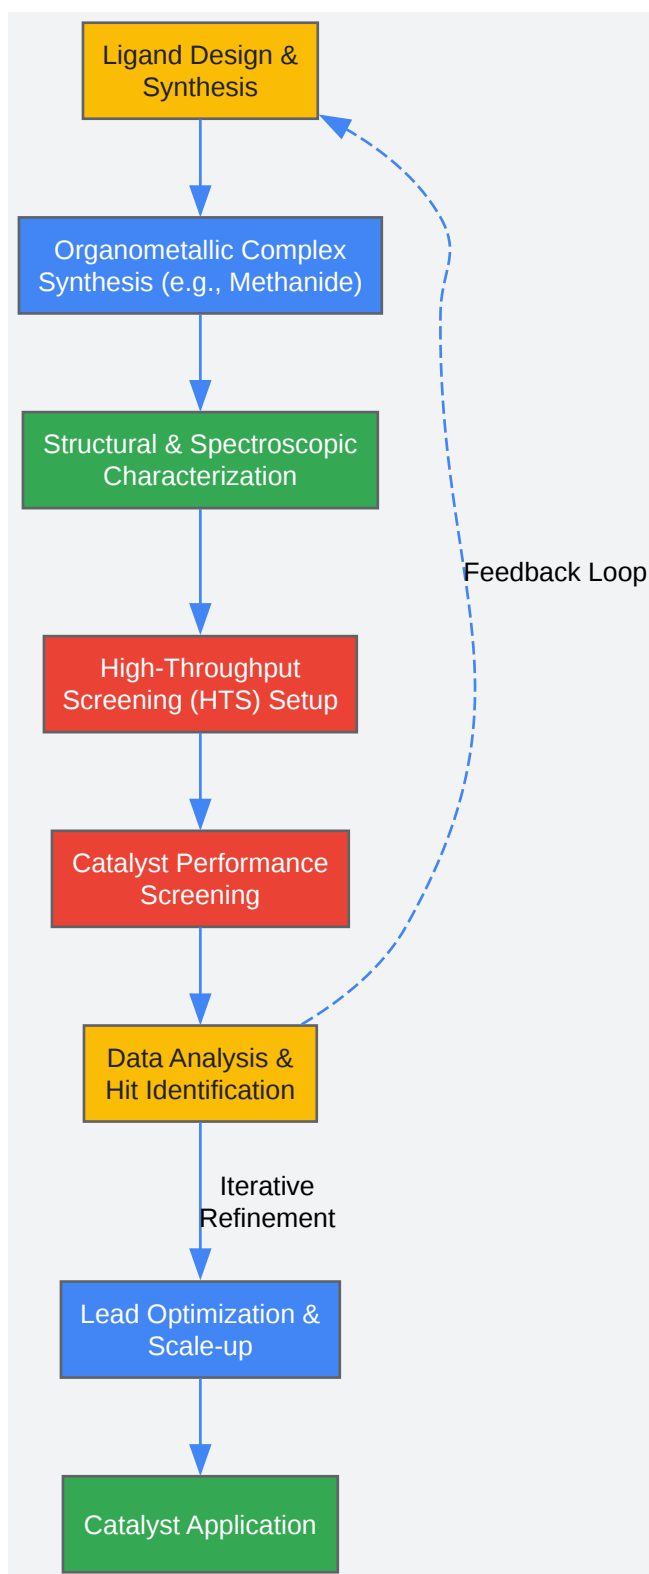 Ligand Design &
Synthesis
Organometallic Complex
Synthesis (e.g., Methanide)
Structural & Spectroscopic
Characterization
Feedback Loop
High-Throughput
Screening (HTS) Setup
Catalyst Performance
Screening
Data Analysis &
Hit Identification
Iterative
Refinement
Lead Optimization &
Scale-up
Catalyst Application